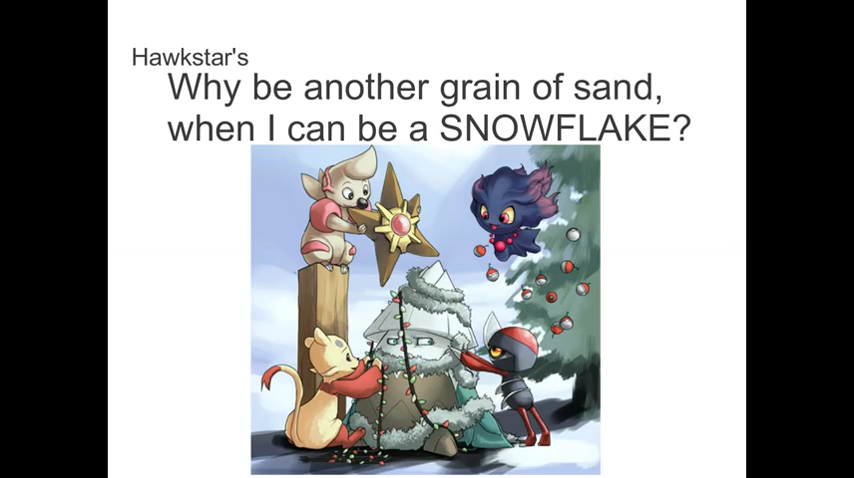 Hawkstar's
Why be another grain of sand,
when I can be a SNOWFLAKE?